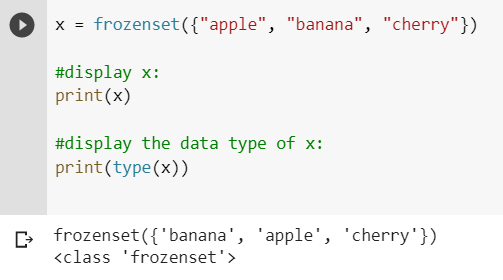 x = frozenset({"apple", "banana", "cherry"})
#display x:
print(x)
#display the data type of x:
print(type(x))
frozenset({'banana', 'apple', 'cherry'})
<class 'frozenset'>